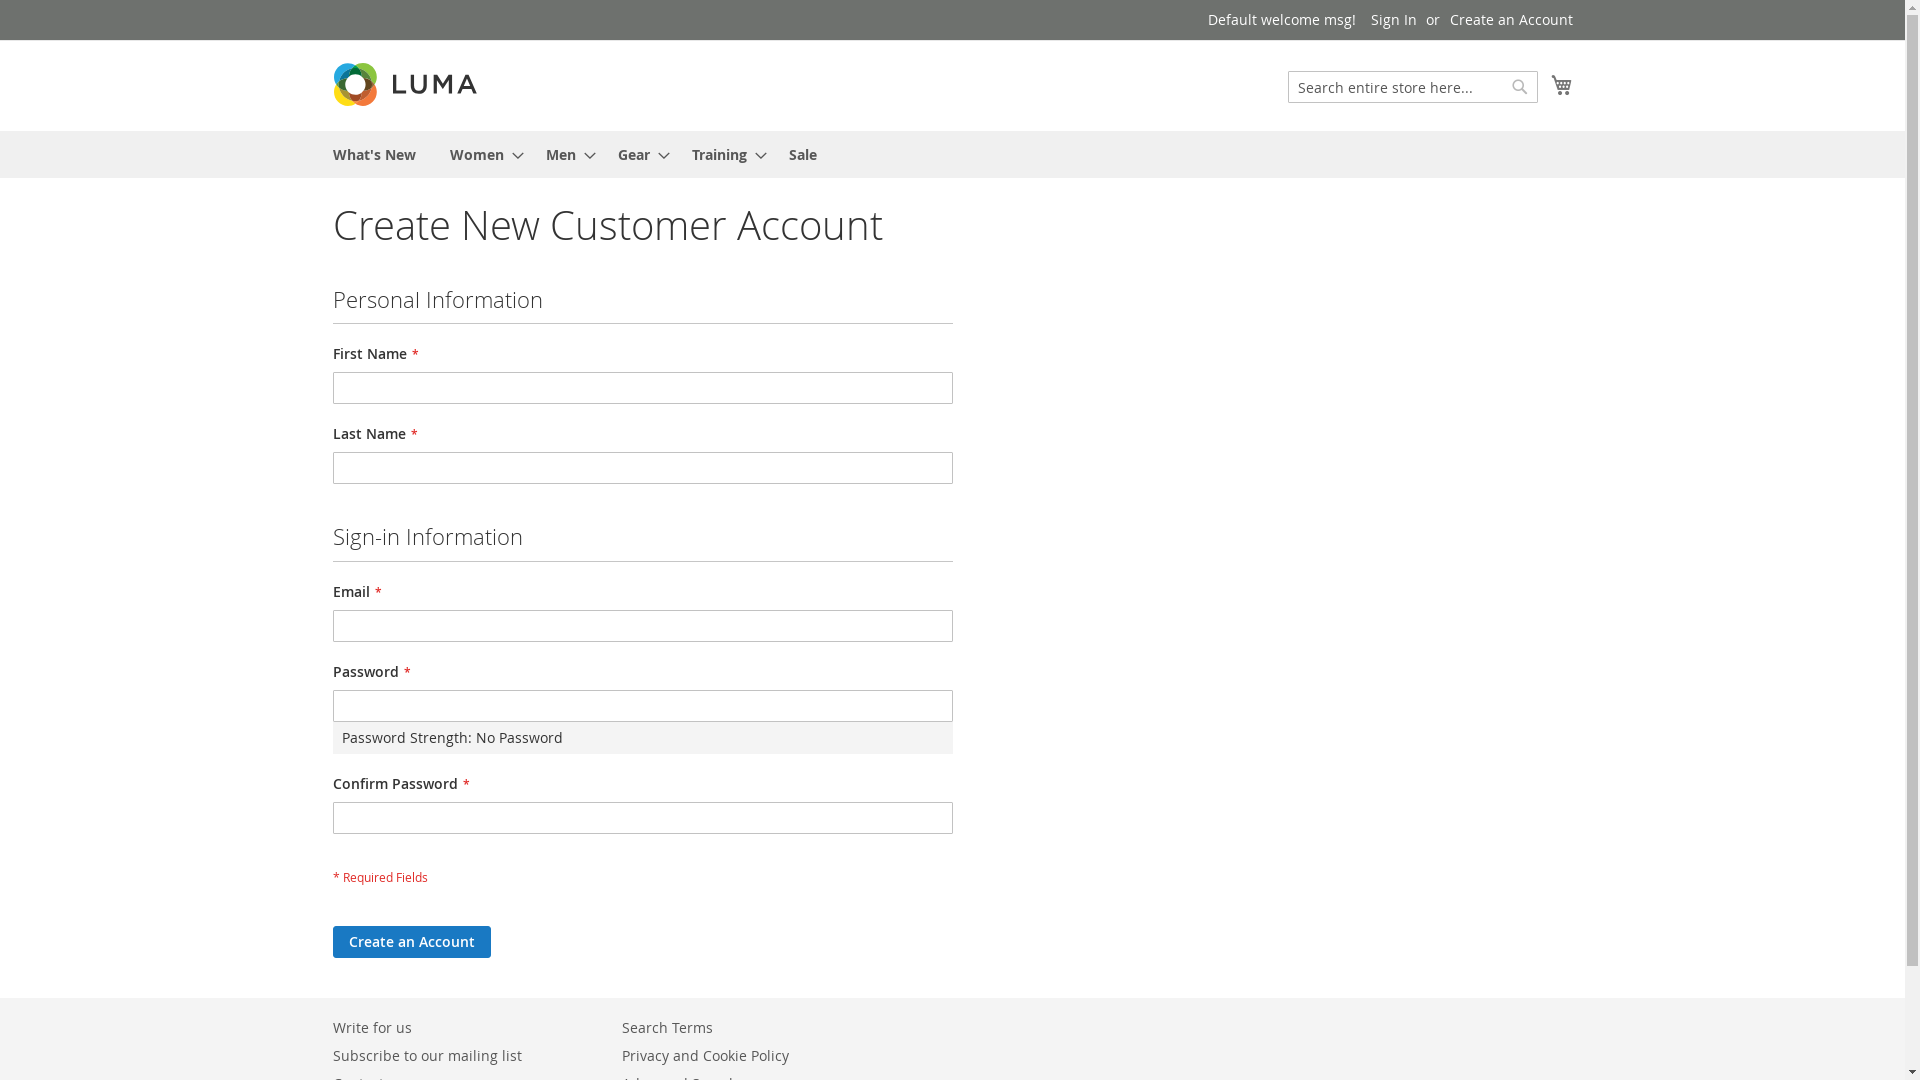 Default welcome msg! Sign In or Create an Account
LUMA
Search entire store here...
What's New Women Men Gear Training Sale
Create New Customer Account
Personal Information
First Name *
Last Name *
Sign-in Information
Email *
Password *
Password Strength: No Password
Confirm Password *
* Required Fields
Create an Account
Write for us
Search Terms
Subscribe to our mailing list
Privacy and Cookie Policy